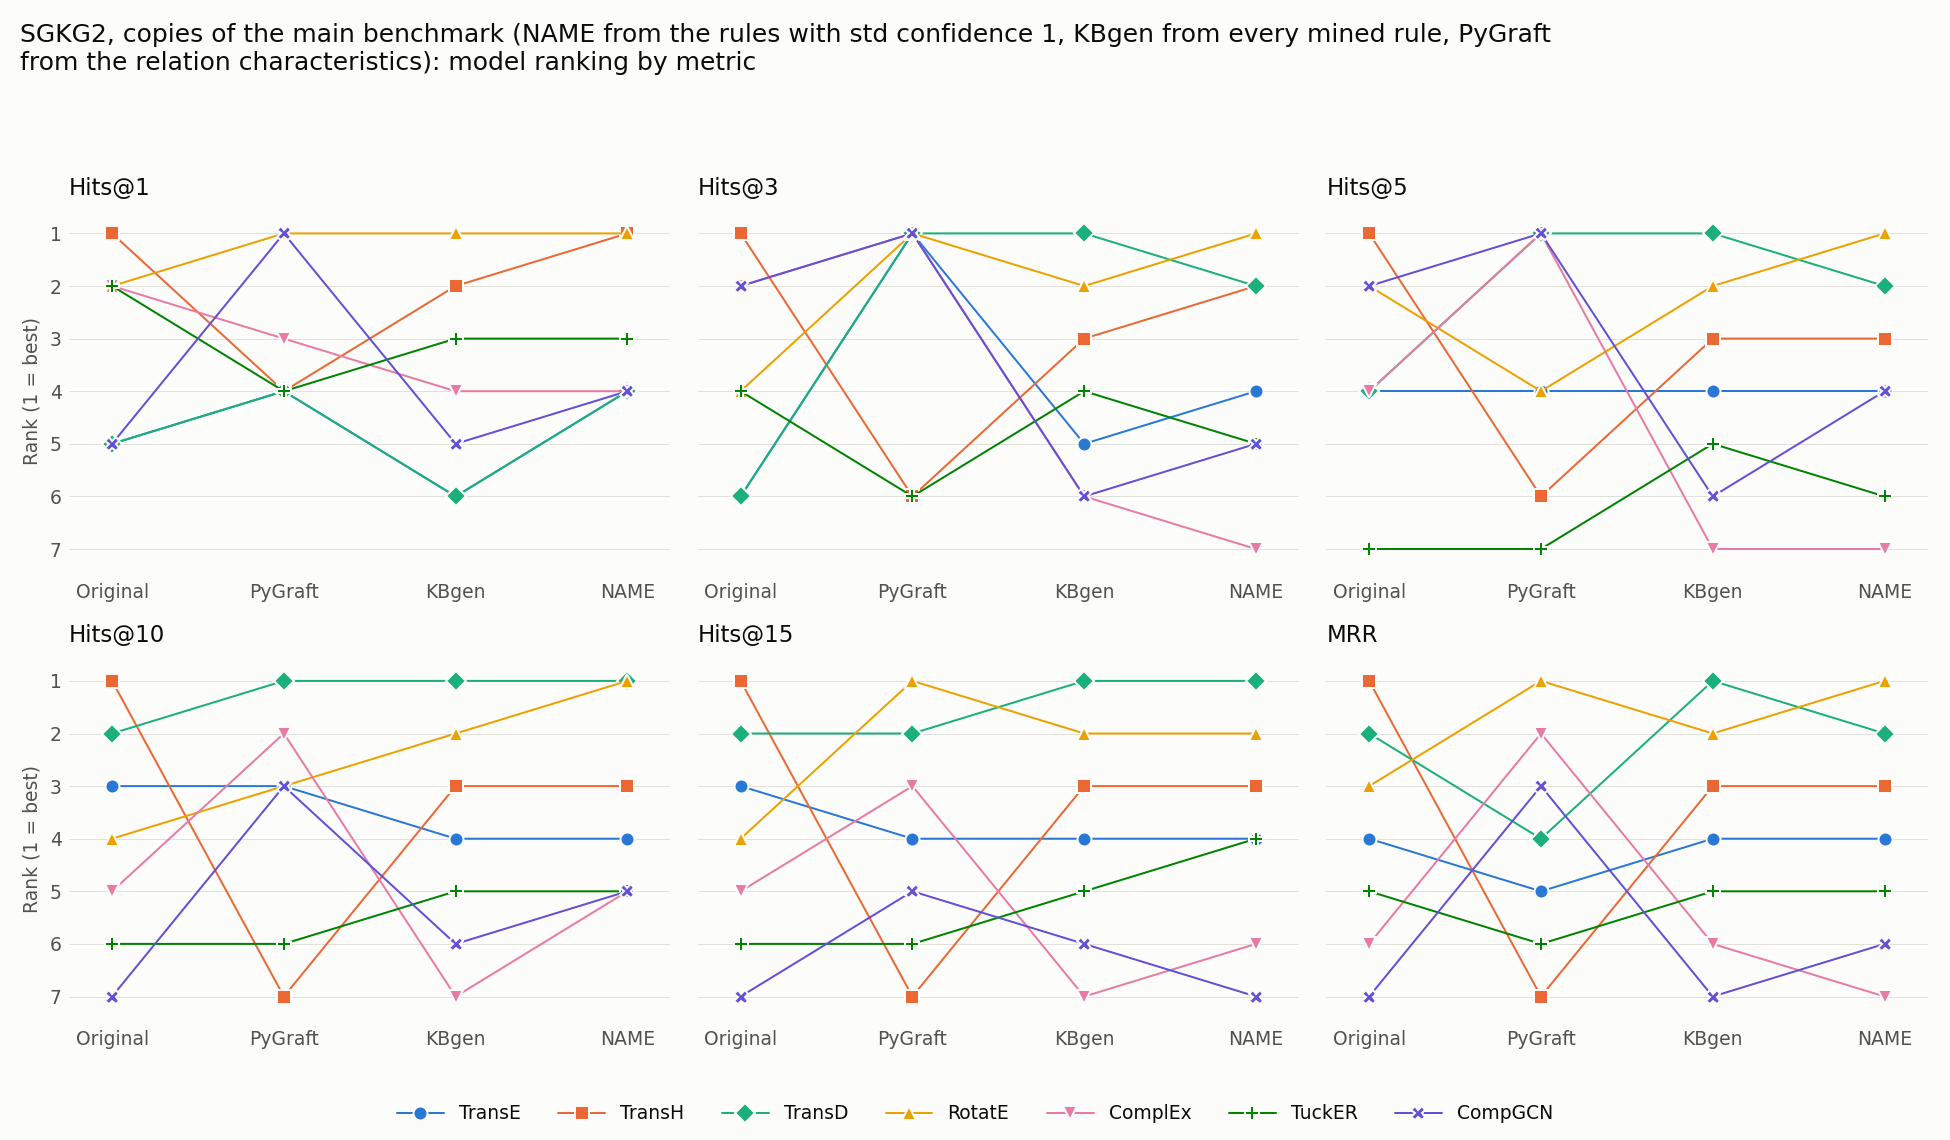 SGKG2, copies of the main benchmark (NAME from the rules with std confidence 1, KBgen from every mined rule, PyGraft
from the relation characteristics): model ranking by metric
Hits@1
Hits@3
Hits@5
Rank (1 = best)
1
2
3
4
5
6
7
Original PyGraft KBgen NAME
Original PyGraft KBgen NAME
Original PyGraft KBgen NAME
Hits@10
Hits@15
MRR
Rank (1 = best)
1
2
3
4
5
6
7
Original PyGraft KBgen NAME
Original PyGraft KBgen NAME
Original PyGraft KBgen NAME
TransE TransH TransD RotatE ComplEx TuckER CompGCN